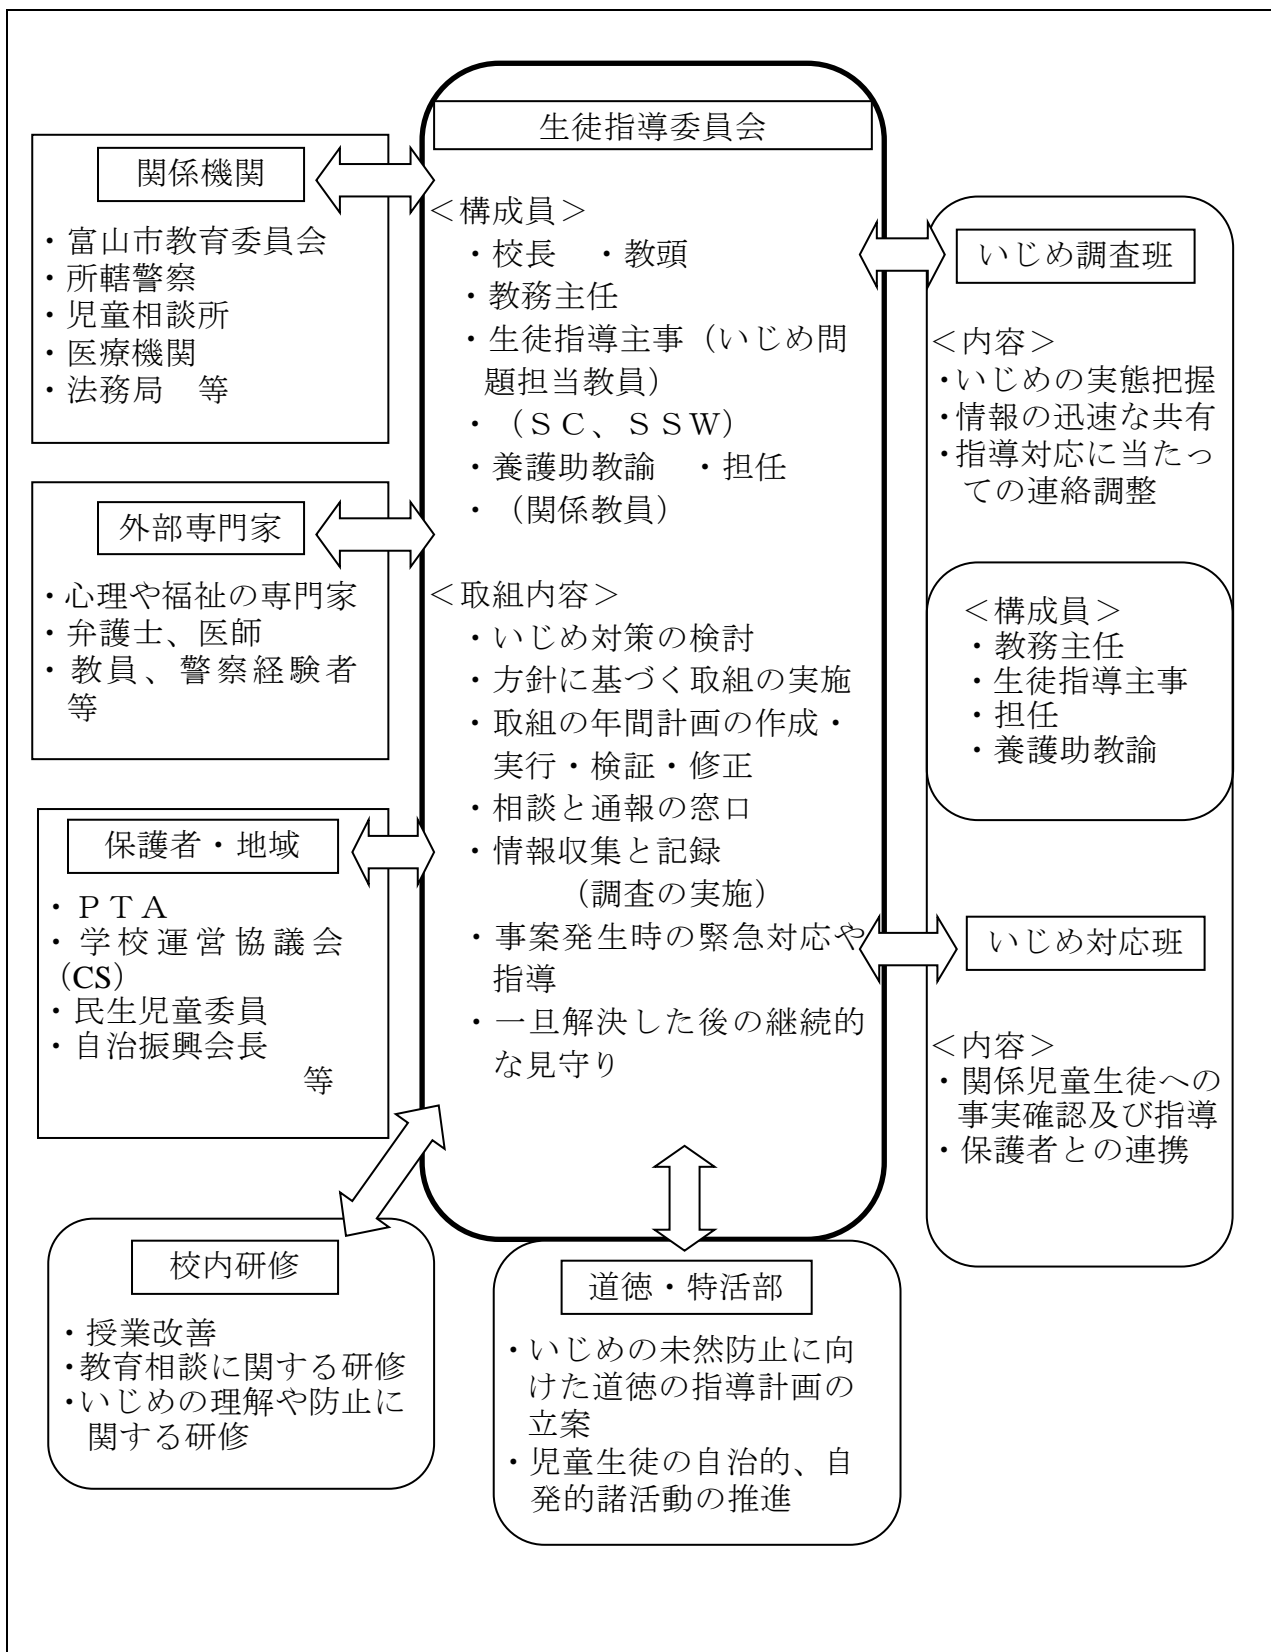 生徒指導委員会
＜構成員＞
・校長　・教頭
・教務主任
・生徒指導主事（いじめ問
題担当教員）
・（ＳＣ、ＳＳＷ）
・養護助教諭　・担任
・（関係教員）
＜取組内容＞
・いじめ対策の検討
・方針に基づく取組の実施
・取組の年間計画の作成・
実行・検証・修正
・相談と通報の窓口
・情報収集と記録
（調査の実施）
・事案発生時の緊急対応や
指導
・一旦解決した後の継続的
な見守り
関係機関
・富山市教育委員会
・所轄警察
・児童相談所
・医療機関
・法務局　等
外部専門家
・心理や福祉の専門家
・弁護士、医師
・教員、警察経験者
等
保護者・地域
・ＰＴＡ
・学校運営協議会
（CS）
・民生児童委員
・自治振興会長
等
いじめ調査班
＜内容＞
・いじめの実態把握
・情報の迅速な共有
・指導対応に当たっ
ての連絡調整
＜構成員＞
・教務主任
・生徒指導主事
・担任
・養護助教諭
いじめ対応班
＜内容＞
・関係児童生徒への
事実確認及び指導
・保護者との連携
校内研修
・授業改善
・教育相談に関する研修
・いじめの理解や防止に
関する研修
道徳・特活部
・いじめの未然防止に向
けた道徳の指導計画の
立案
・児童生徒の自治的、自
発的諸活動の推進